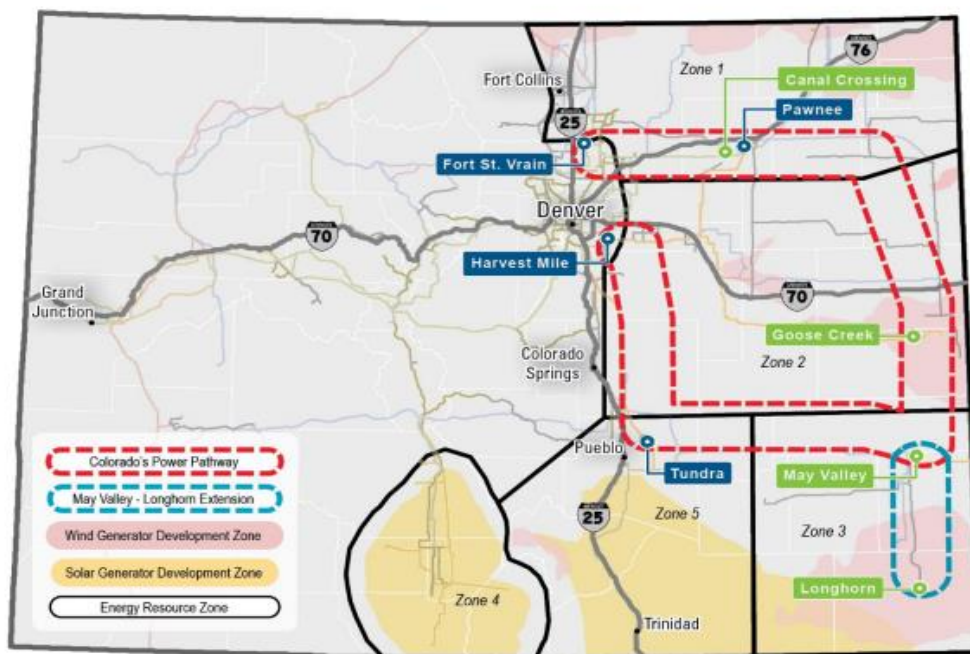 76
Zone 1
Canal Crossing
Fort Collins
Pawnee
25
Fort St. Vrain
Denver
70
Harvest Mile
Grand
Junction
70
Goose Creek
Colorado
Springs
Zone 2
Pueblo
Tundra
May Valley
25
Zone 5
Zone 3
Longhorn
Zone 4
Trinidad
Colorado's Power Pathway
May Valley - Longhorn Extension
Wind Generator Development Zone
Solar Generator Development Zone
Energy Resource Zone